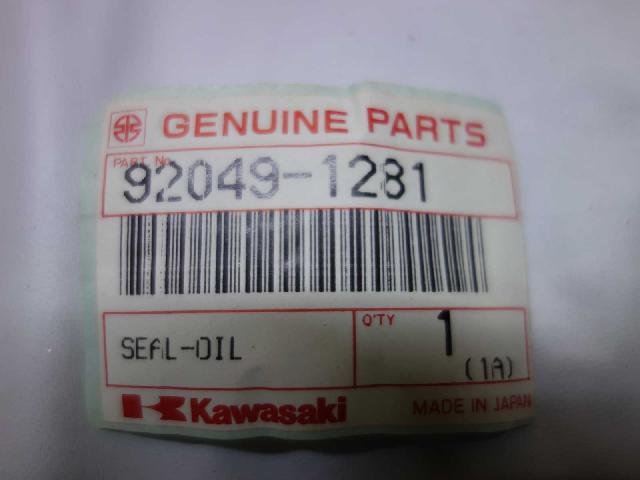 GENUINE PARTS
PART No.
92049-1281
SEAL-OIL
Q'TY
1
(1A)
Kawasaki
MADE IN JAPAN